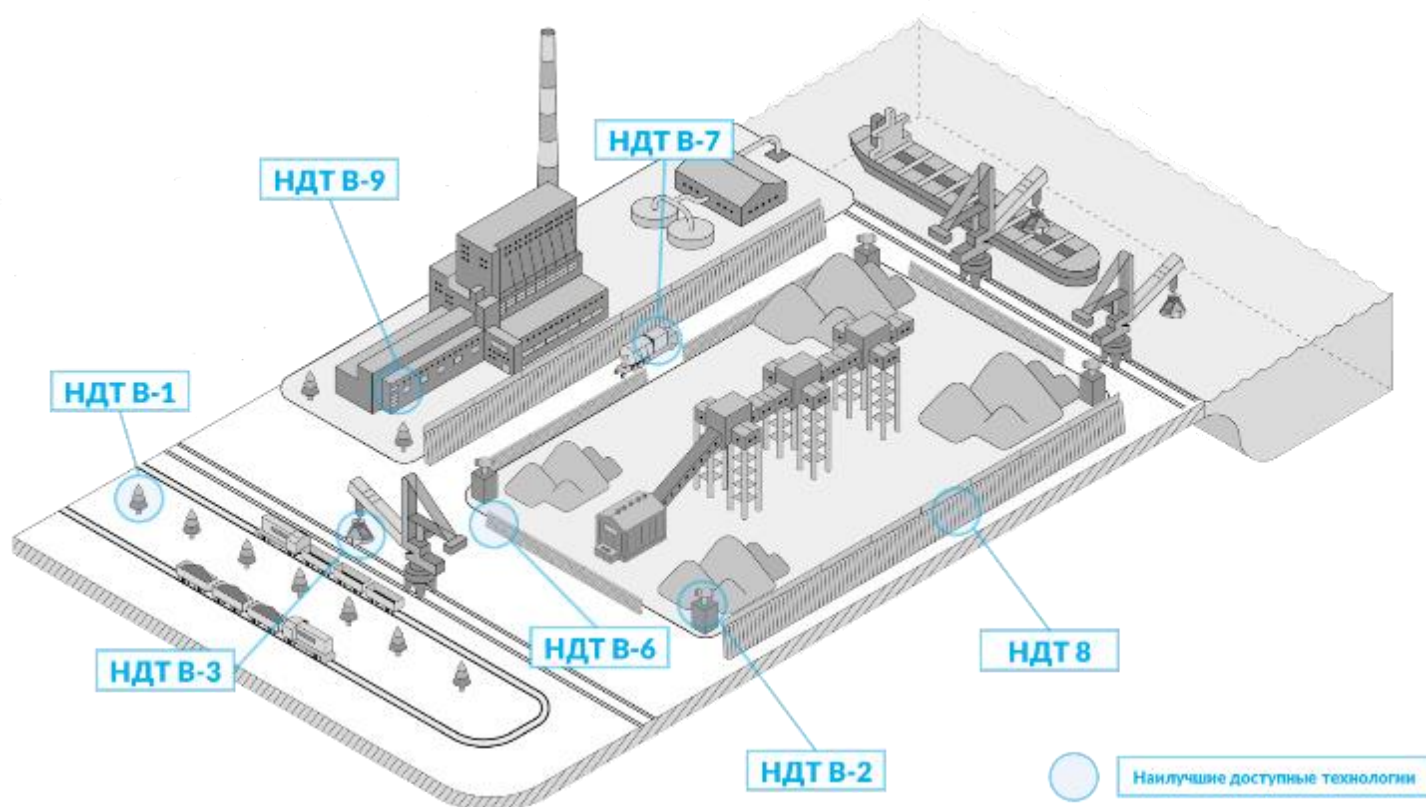 НДТ В-7
НДТ В-9
НДТ В-1
НДТ В-6
НДТ 8
НДТ В-3
НДТ В-2
Наилучшие доступные технологии